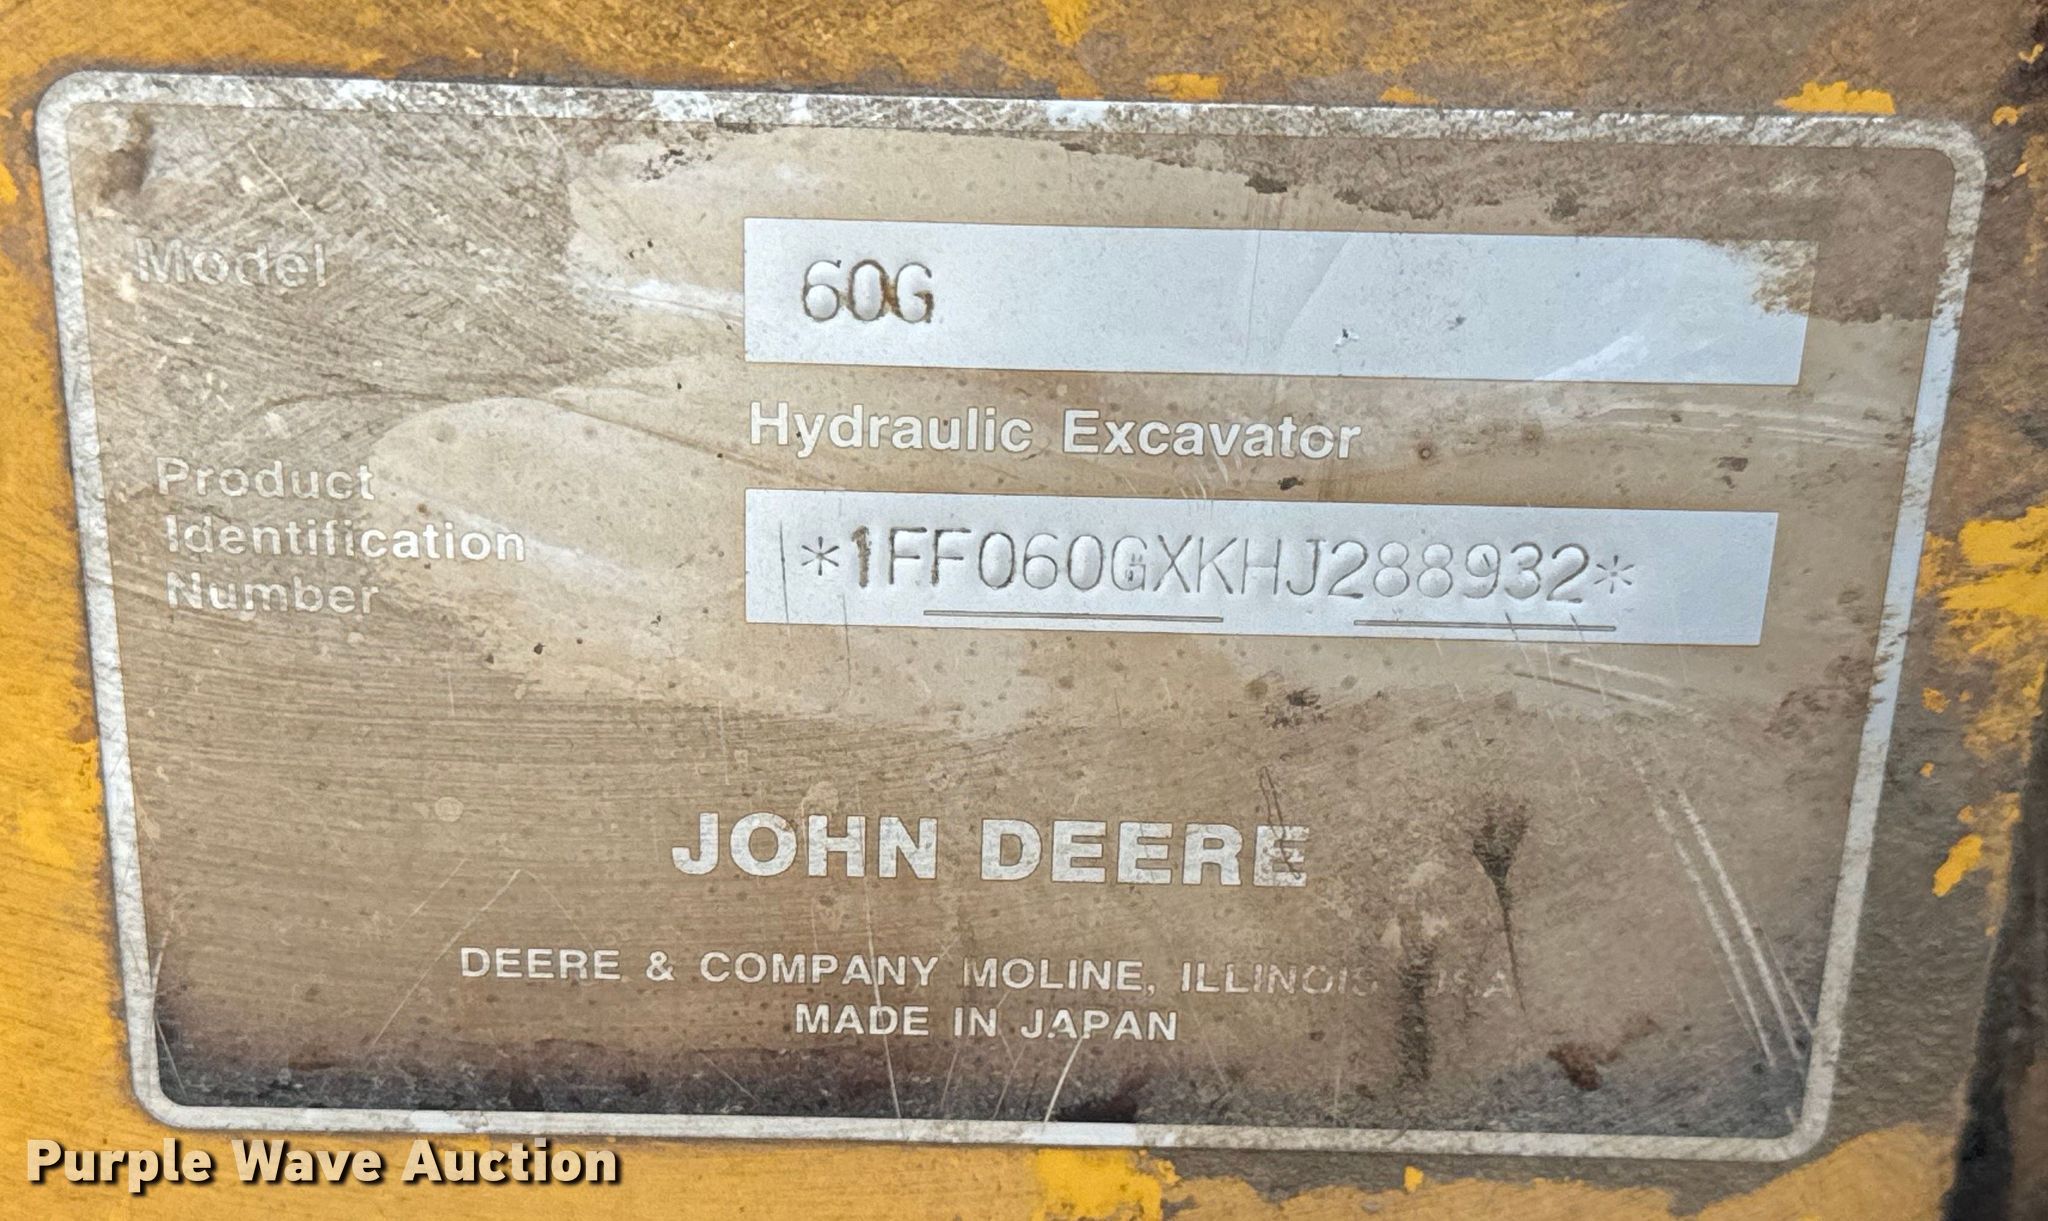 Model
60G
Hydraulic Excavator
Product
Identification
Number
*1FF060GXKHJ288932*
JOHN DEERE
DEERE & COMPANY MOLINE, ILLINOIS USA
MADE IN JAPAN
Purple Wave Auction